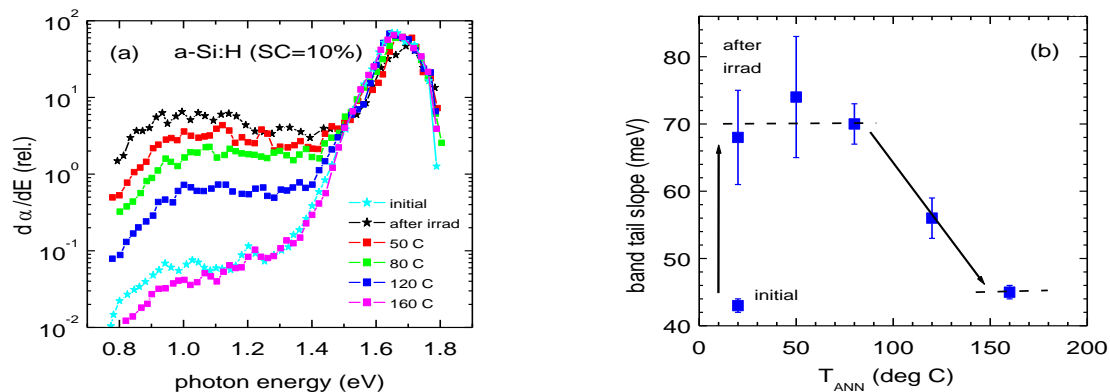 (a)
a-Si:H (SC=10%)
dα/dE (rel.)
10^2
10^1
10^0
10^-1
10^-2
initial
after irrad
50 C
80 C
120 C
160 C
0.8 1.0 1.2 1.4 1.6 1.8
photon energy (eV)
(b)
after
irrad
initial
band tail slope (meV)
90
80
70
60
50
40
0 50 100 150 200
T_ANN (deg C)